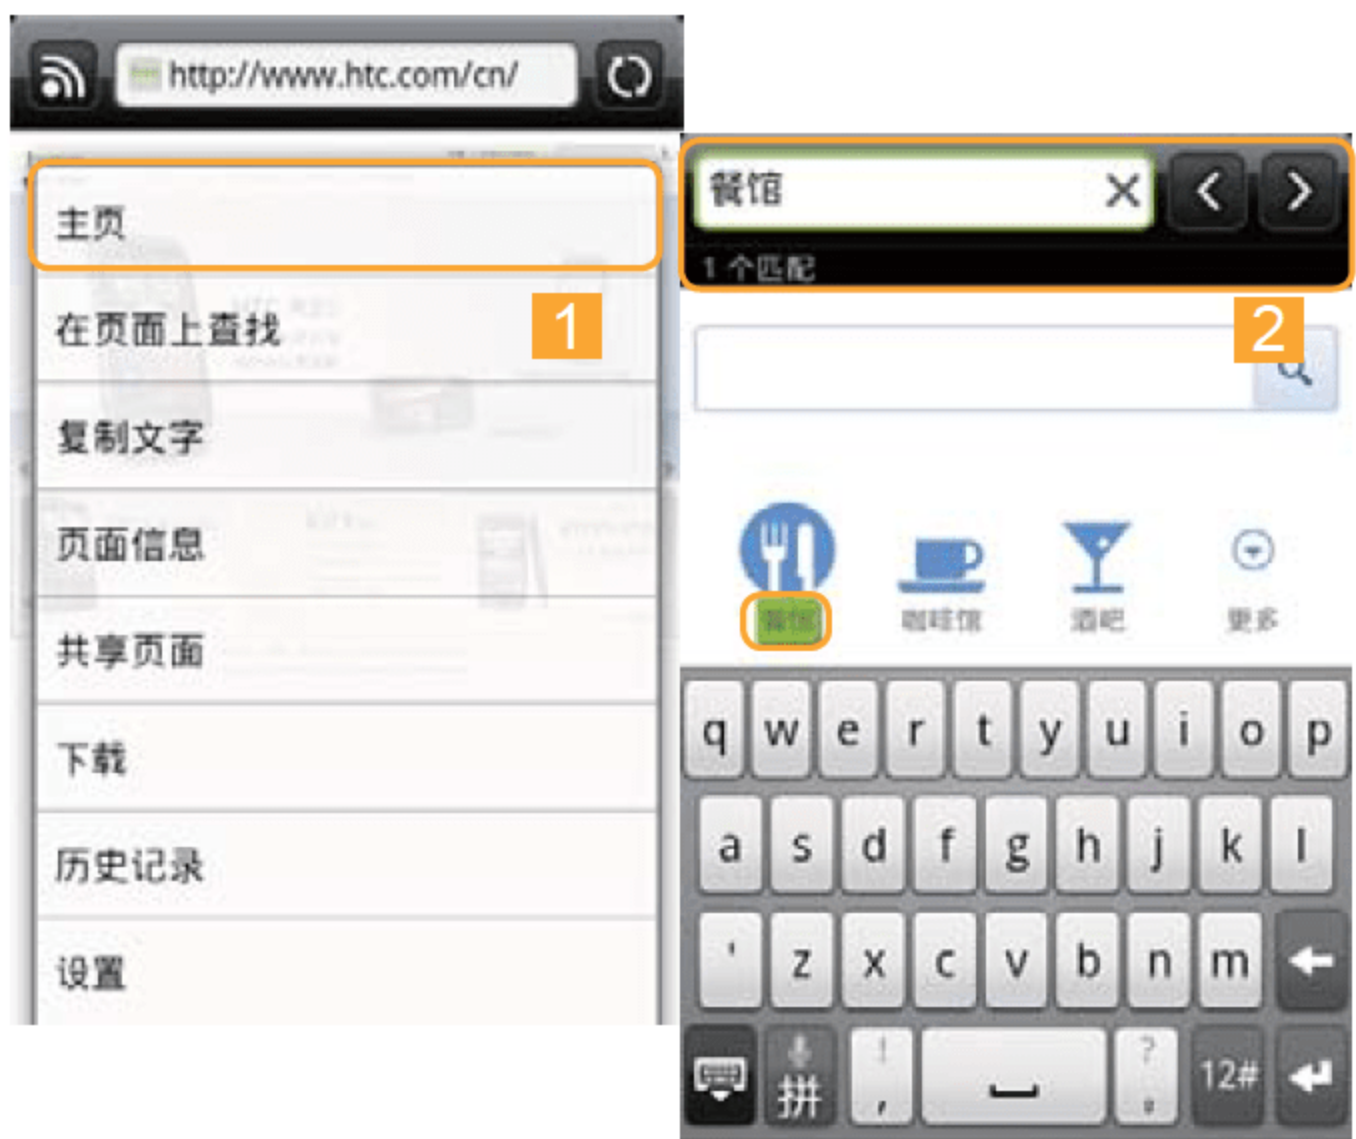 http://www.htc.com/cn/
主页
在页面上查找
1
复制文字
页面信息
共享页面
下载
历史记录
设置
餐馆
1 个匹配
2
餐馆 咖啡馆 酒吧 更多
q w e r t y u i o p
a s d f g h j k l
' z x c v b n m
拼 ! , ? 。 12#